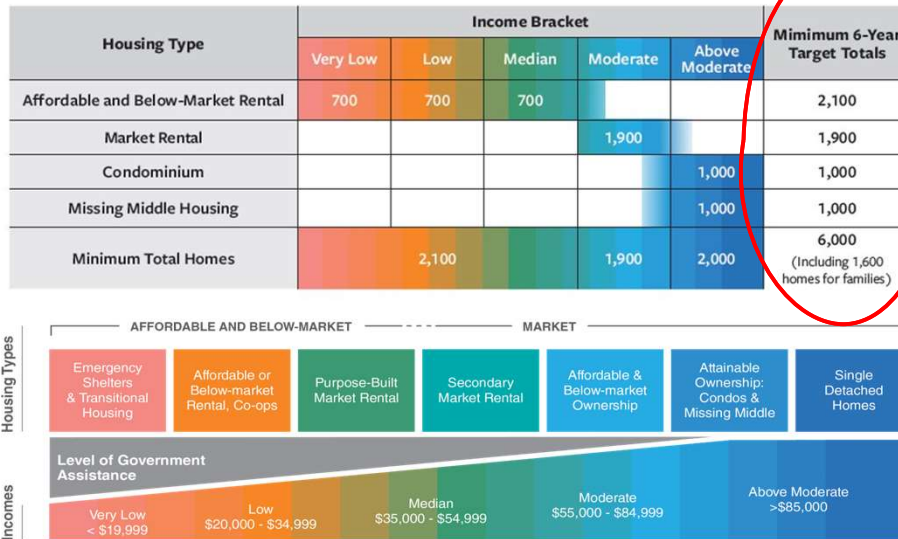 Housing Type
Income Bracket
Mimimum 6-Year
Target Totals
Very Low
Low
Median
Moderate
Above
Moderate
Affordable and Below-Market Rental 700 700 700 2,100
Market Rental 1,900 1,900
Condominium 1,000 1,000
Missing Middle Housing 1,000 1,000
Minimum Total Homes 2,100 1,900 2,000 6,000
(Including 1,600
homes for families)
AFFORDABLE AND BELOW-MARKET
MARKET
Housing Types
Emergency
Shelters
& Transitional
Housing
Affordable or
Below-market
Rental, Co-ops
Purpose-Built
Market Rental
Secondary
Market Rental
Affordable &
Below-market
Ownership
Attainable
Ownership:
Condos &
Missing Middle
Single
Detached
Homes
Level of Government
Assistance
Incomes
Very Low
< $19,999
Low
$20,000 - $34,999
Median
$35,000 - $54,999
Moderate
$55,000 - $84,999
Above Moderate
>$85,000